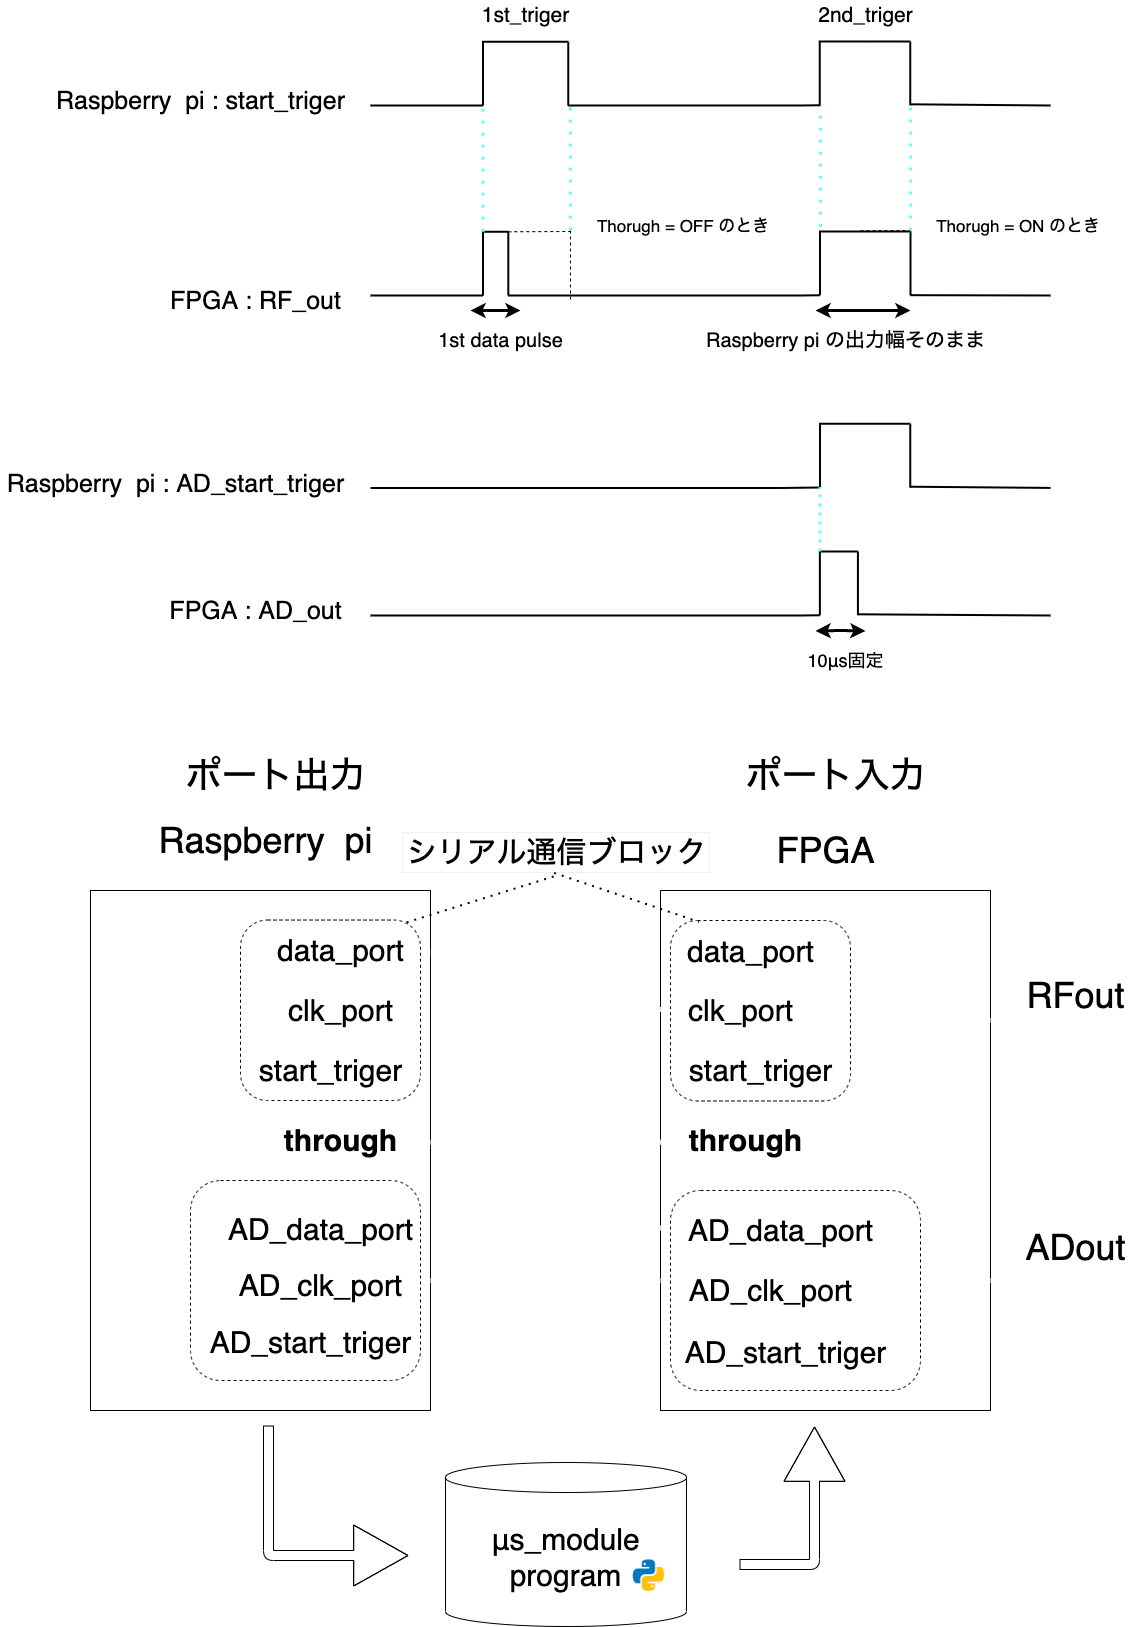 1st_triger
2nd_triger
Raspberry pi : start_triger
Thorugh = OFF のとき
Thorugh = ON のとき
FPGA : RF_out
1st data pulse
Raspberry pi の出力幅そのまま
Raspberry pi : AD_start_triger
FPGA : AD_out
10μs固定
ポート出力
ポート入力
Raspberry pi
シリアル通信ブロック
FPGA
data_port
clk_port
start_triger
through
AD_data_port
AD_clk_port
AD_start_triger
data_port
clk_port
start_triger
through
AD_data_port
AD_clk_port
AD_start_triger
RFout
ADout
μs_module
program